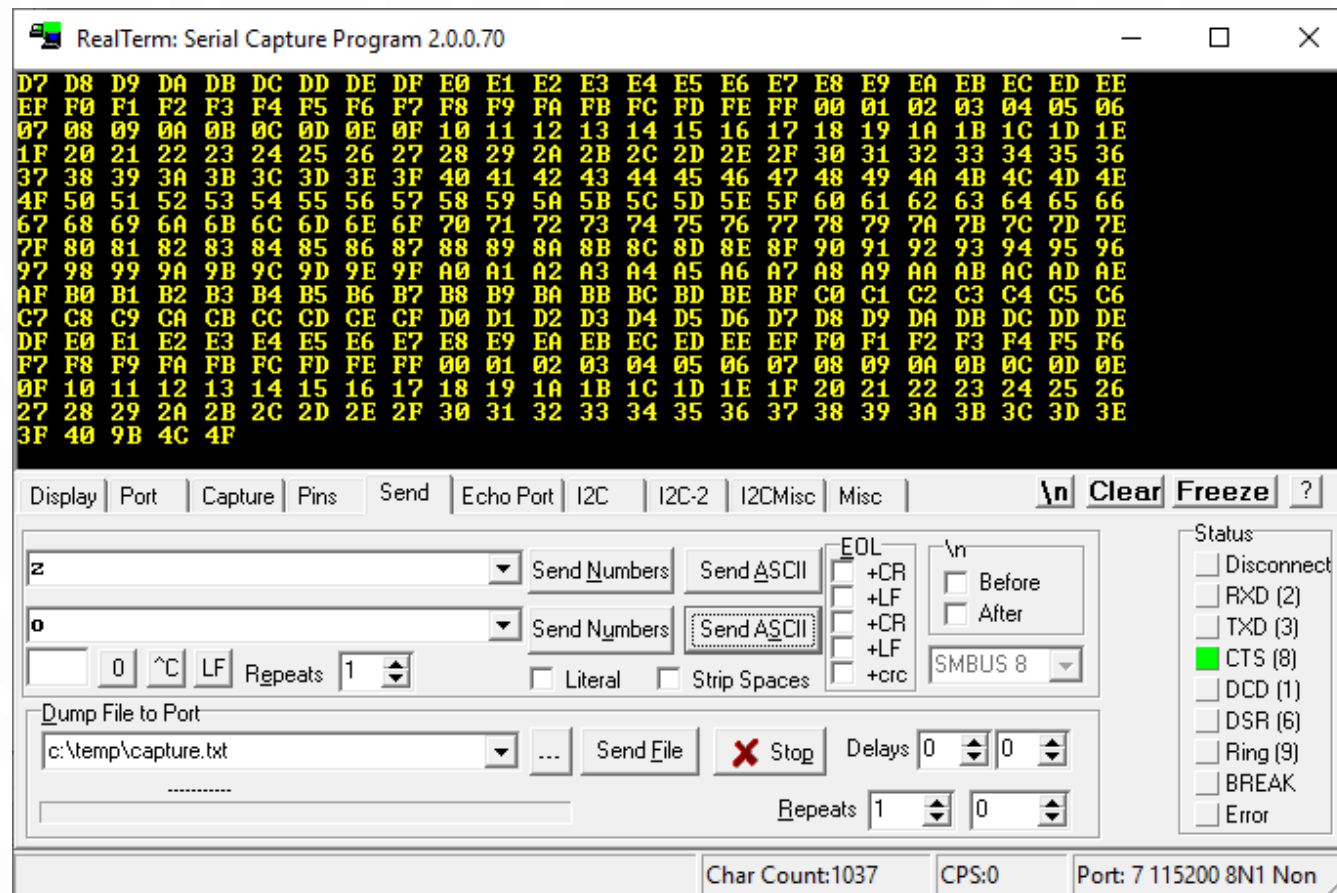 RealTerm: Serial Capture Program 2.0.0.70
D7 D8 D9 DA DB DC DD DE DF E0 E1 E2 E3 E4 E5 E6 E7 E8 E9 EA EB EC ED EE
EF F0 F1 F2 F3 F4 F5 F6 F7 F8 F9 FA FB FC FD FE FF 00 01 02 03 04 05 06
07 08 09 0A 0B 0C 0D 0E 0F 10 11 12 13 14 15 16 17 18 19 1A 1B 1C 1D 1E
1F 20 21 22 23 24 25 26 27 28 29 2A 2B 2C 2D 2E 2F 30 31 32 33 34 35 36
37 38 39 3A 3B 3C 3D 3E 3F 40 41 42 43 44 45 46 47 48 49 4A 4B 4C 4D 4E
4F 50 51 52 53 54 55 56 57 58 59 5A 5B 5C 5D 5E 5F 60 61 62 63 64 65 66
67 68 69 6A 6B 6C 6D 6E 6F 70 71 72 73 74 75 76 77 78 79 7A 7B 7C 7D 7E
7F 80 81 82 83 84 85 86 87 88 89 8A 8B 8C 8D 8E 8F 90 91 92 93 94 95 96
97 98 99 9A 9B 9C 9D 9E 9F A0 A1 A2 A3 A4 A5 A6 A7 A8 A9 AA AB AC AD AE
AF B0 B1 B2 B3 B4 B5 B6 B7 B8 B9 BA BB BC BD BE BF C0 C1 C2 C3 C4 C5 C6
C7 C8 C9 CA CB CC CD CE CF D0 D1 D2 D3 D4 D5 D6 D7 D8 D9 DA DB DC DD DE
DF E0 E1 E2 E3 E4 E5 E6 E7 E8 E9 EA EB EC ED EE EF F0 F1 F2 F3 F4 F5 F6
F7 F8 F9 FA FB FC FD FE FF 00 01 02 03 04 05 06 07 08 09 0A 0B 0C 0D 0E
0F 10 11 12 13 14 15 16 17 18 19 1A 1B 1C 1D 1E 1F 20 21 22 23 24 25 26
27 28 29 2A 2B 2C 2D 2E 2F 30 31 32 33 34 35 36 37 38 39 3A 3B 3C 3D 3E
3F 40 9B 4C 4F
Display Port Capture Pins Send Echo Port I2C I2C-2 I2CMisc Misc \n Clear Freeze ?
z Send Numbers Send ASCII
o Send Numbers Send ASCII
0 ^C LF Repeats 1 Literal Strip Spaces
EOL
+CR
+LF
+CR
+LF
+crc
\n
Before
After
SMBUS 8
Dump File to Port
c:\temp\capture.txt ... Send File Stop Delays 0 0
-----------
Repeats 1 0
Status
Disconnect
RXD (2)
TXD (3)
CTS (8)
DCD (1)
DSR (6)
Ring (9)
BREAK
Error
Char Count:1037 CPS:0 Port: 7 115200 8N1 Non